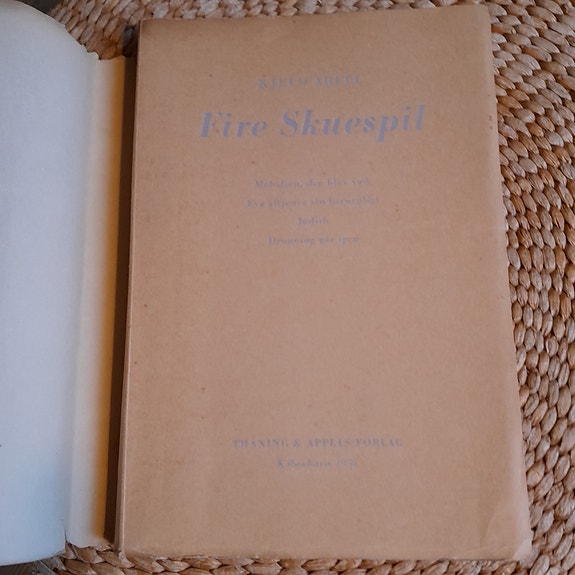 KJELD ABELL
Fire Skuespil
Melodien, der blev væk
Eva aftjener sin barnepligt
Judith
Dronning går igen
THANING & APPELS FORLAG
København